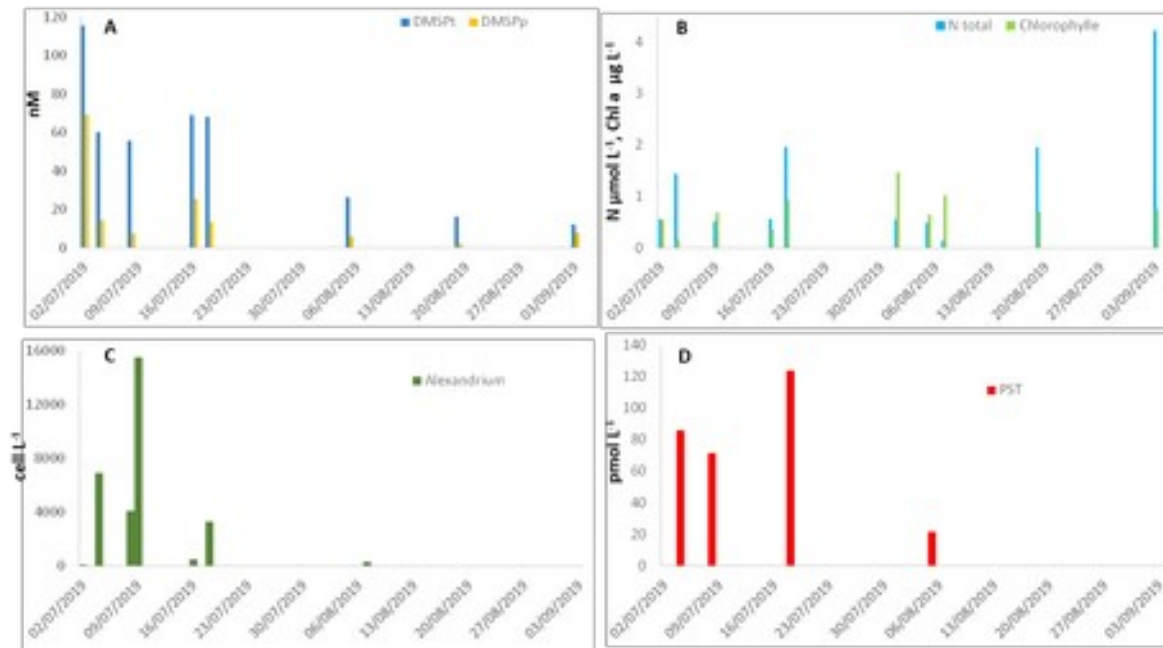 A
DMSPt DMSPp
nM
120
100
80
60
40
20
0
02/07/2019 09/07/2019 16/07/2019 23/07/2019 30/07/2019 06/08/2019 13/08/2019 20/08/2019 27/08/2019 03/09/2019
B
N total Chlorophylle
N µmol L⁻¹, Chl a µg L⁻¹
4
3
2
1
0
02/07/2019 09/07/2019 16/07/2019 23/07/2019 30/07/2019 06/08/2019 13/08/2019 20/08/2019 27/08/2019 03/09/2019
C
Alexandrium
cell L⁻¹
16000
12000
8000
4000
0
02/07/2019 09/07/2019 16/07/2019 23/07/2019 30/07/2019 06/08/2019 13/08/2019 20/08/2019 27/08/2019 03/09/2019
D
PST
pmol L⁻¹
140
120
100
80
60
40
20
0
02/07/2019 09/07/2019 16/07/2019 23/07/2019 30/07/2019 06/08/2019 13/08/2019 20/08/2019 27/08/2019 03/09/2019